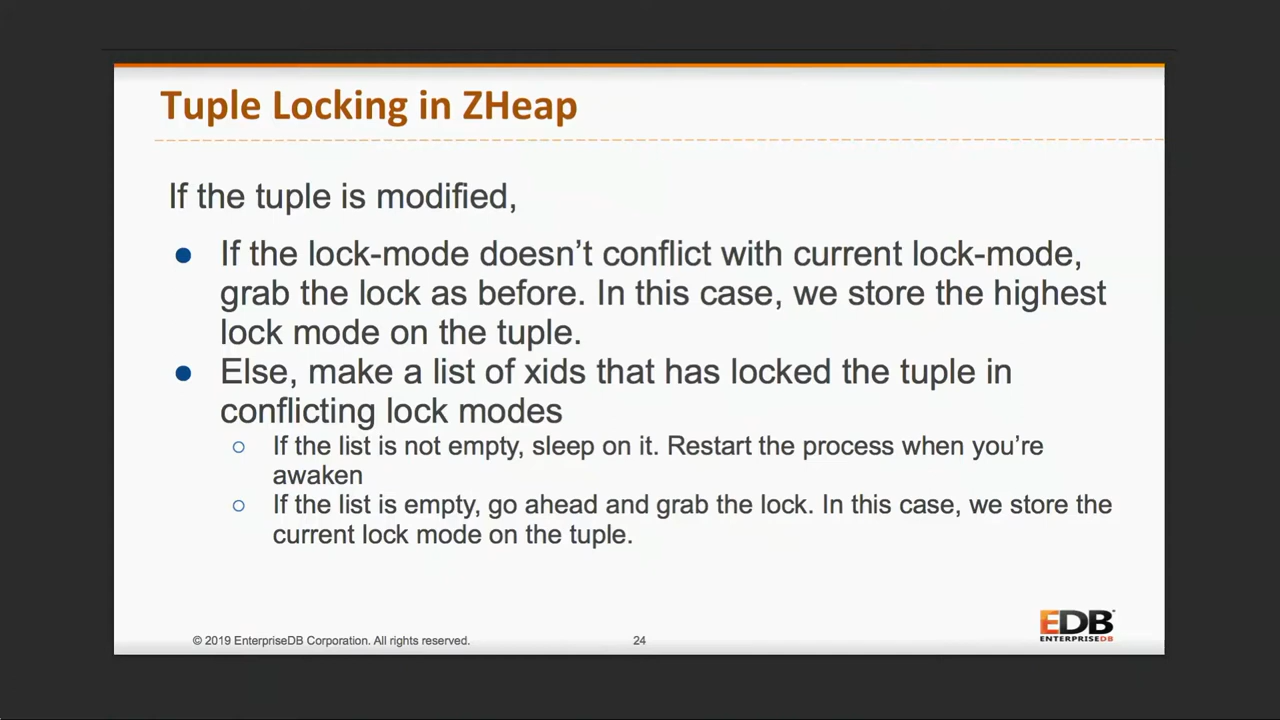 Tuple Locking in ZHeap
If the tuple is modified,
● If the lock-mode doesn’t conflict with current lock-mode,
grab the lock as before. In this case, we store the highest
lock mode on the tuple.
● Else, make a list of xids that has locked the tuple in
conflicting lock modes
○ If the list is not empty, sleep on it. Restart the process when you’re
awaken
○ If the list is empty, go ahead and grab the lock. In this case, we store the
current lock mode on the tuple.
© 2019 EnterpriseDB Corporation. All rights reserved.
24
EDB™
ENTERPRISEDB